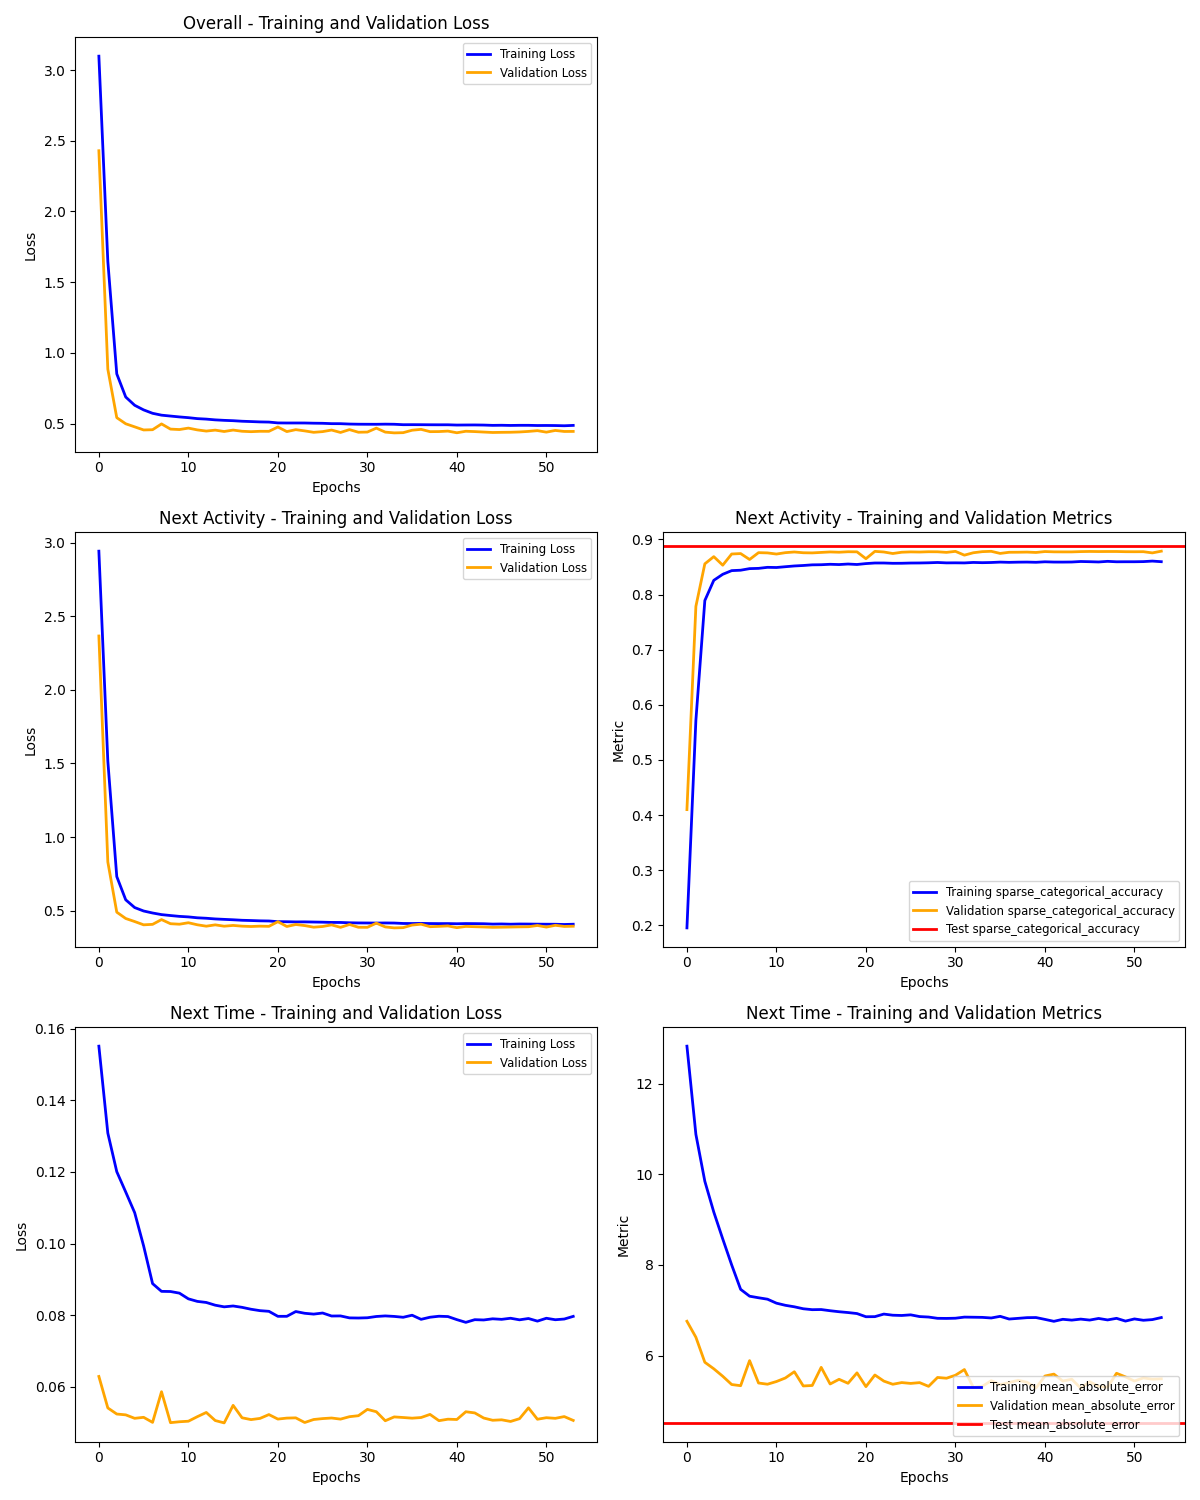 Overall - Training and Validation Loss
Loss
3.0
2.5
2.0
1.5
1.0
0.5
Training Loss
Validation Loss
0 10 20 30 40 50
Epochs
Next Activity - Training and Validation Loss
Loss
3.0
2.5
2.0
1.5
1.0
0.5
Training Loss
Validation Loss
0 10 20 30 40 50
Epochs
Next Activity - Training and Validation Metrics
Metric
0.9
0.8
0.7
0.6
0.5
0.4
0.3
0.2
Training sparse_categorical_accuracy
Validation sparse_categorical_accuracy
Test sparse_categorical_accuracy
0 10 20 30 40 50
Epochs
Next Time - Training and Validation Loss
Loss
0.16
0.14
0.12
0.10
0.08
0.06
Training Loss
Validation Loss
0 10 20 30 40 50
Epochs
Next Time - Training and Validation Metrics
Metric
12
10
8
6
Training mean_absolute_error
Validation mean_absolute_error
Test mean_absolute_error
0 10 20 30 40 50
Epochs